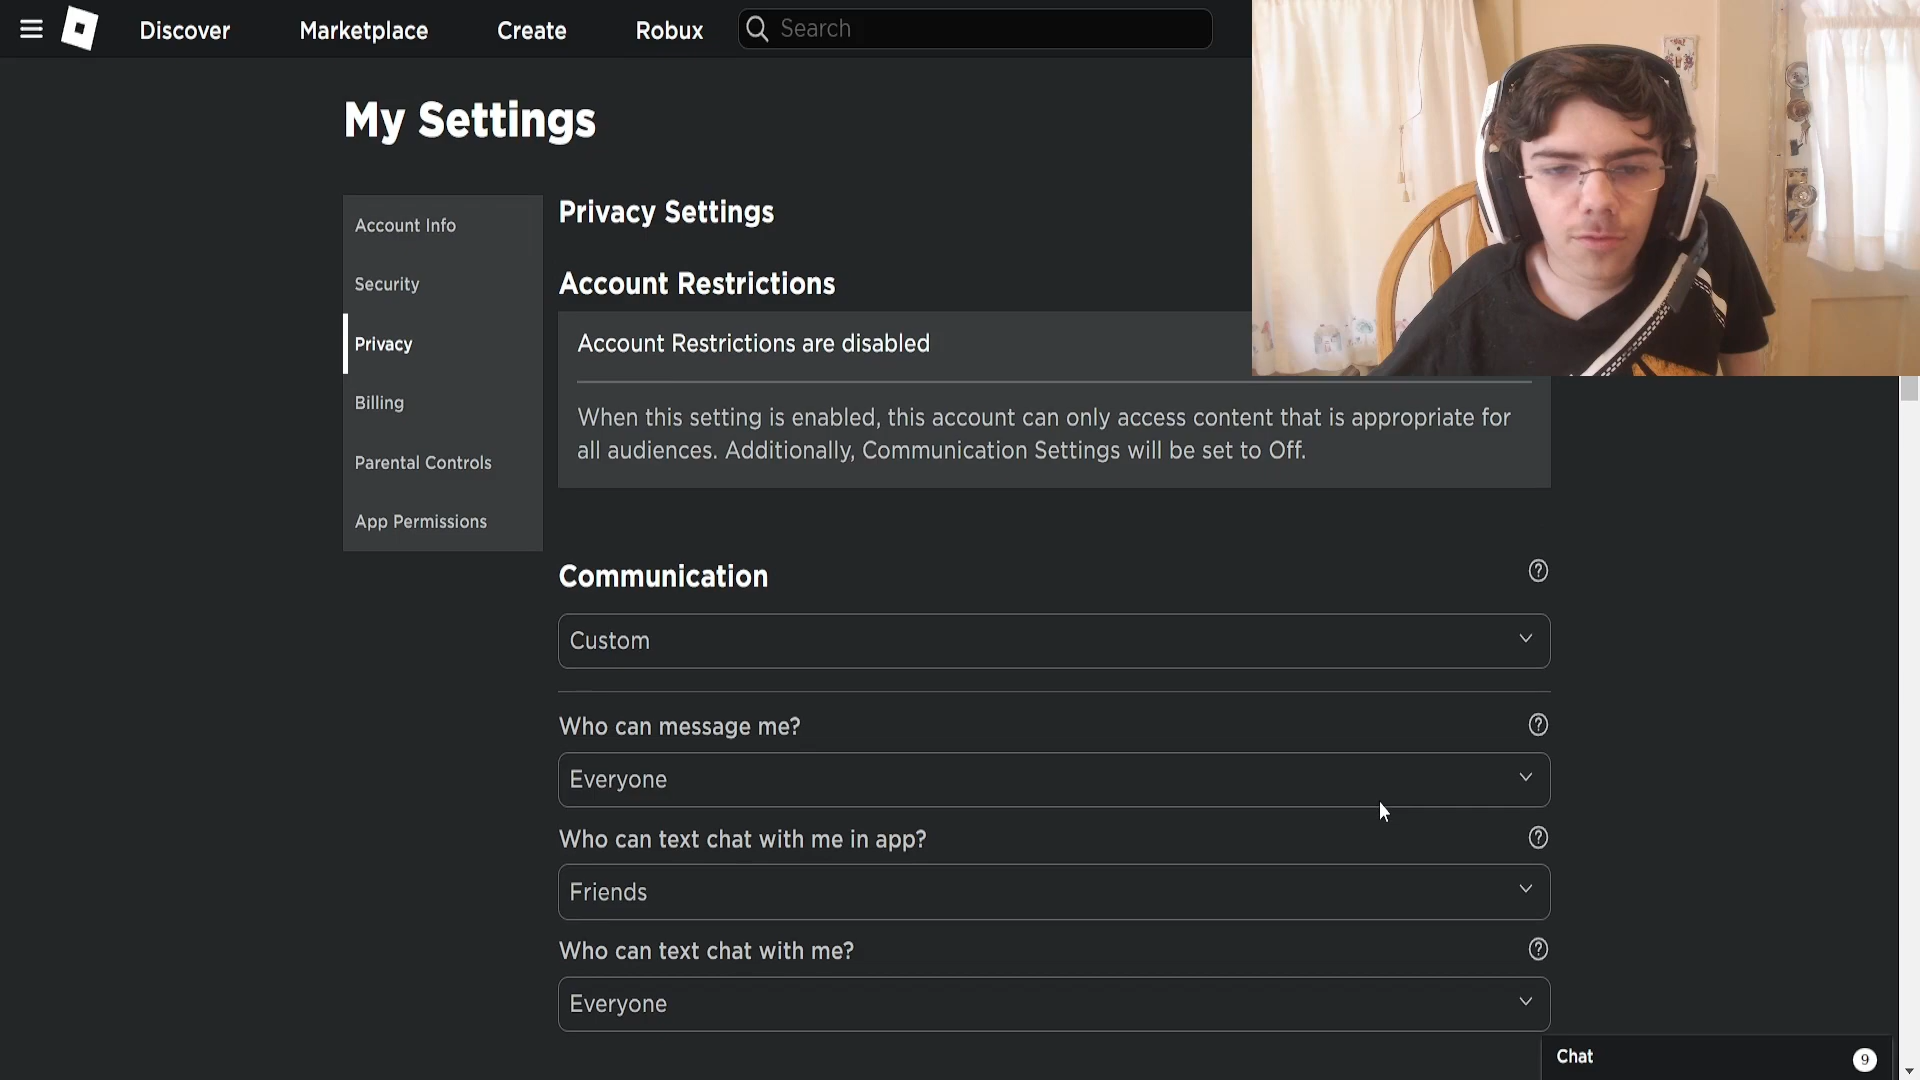 Discover
Marketplace
Create
Robux
Search
My Settings
Account Info
Security
Privacy
Billing
Parental Controls
App Permissions
Privacy Settings
Account Restrictions
Account Restrictions are disabled
When this setting is enabled, this account can only access content that is appropriate for
all audiences. Additionally, Communication Settings will be set to Off.
Communication
Custom
Who can message me?
Everyone
Who can text chat with me in app?
Friends
Who can text chat with me?
Everyone
Chat
9